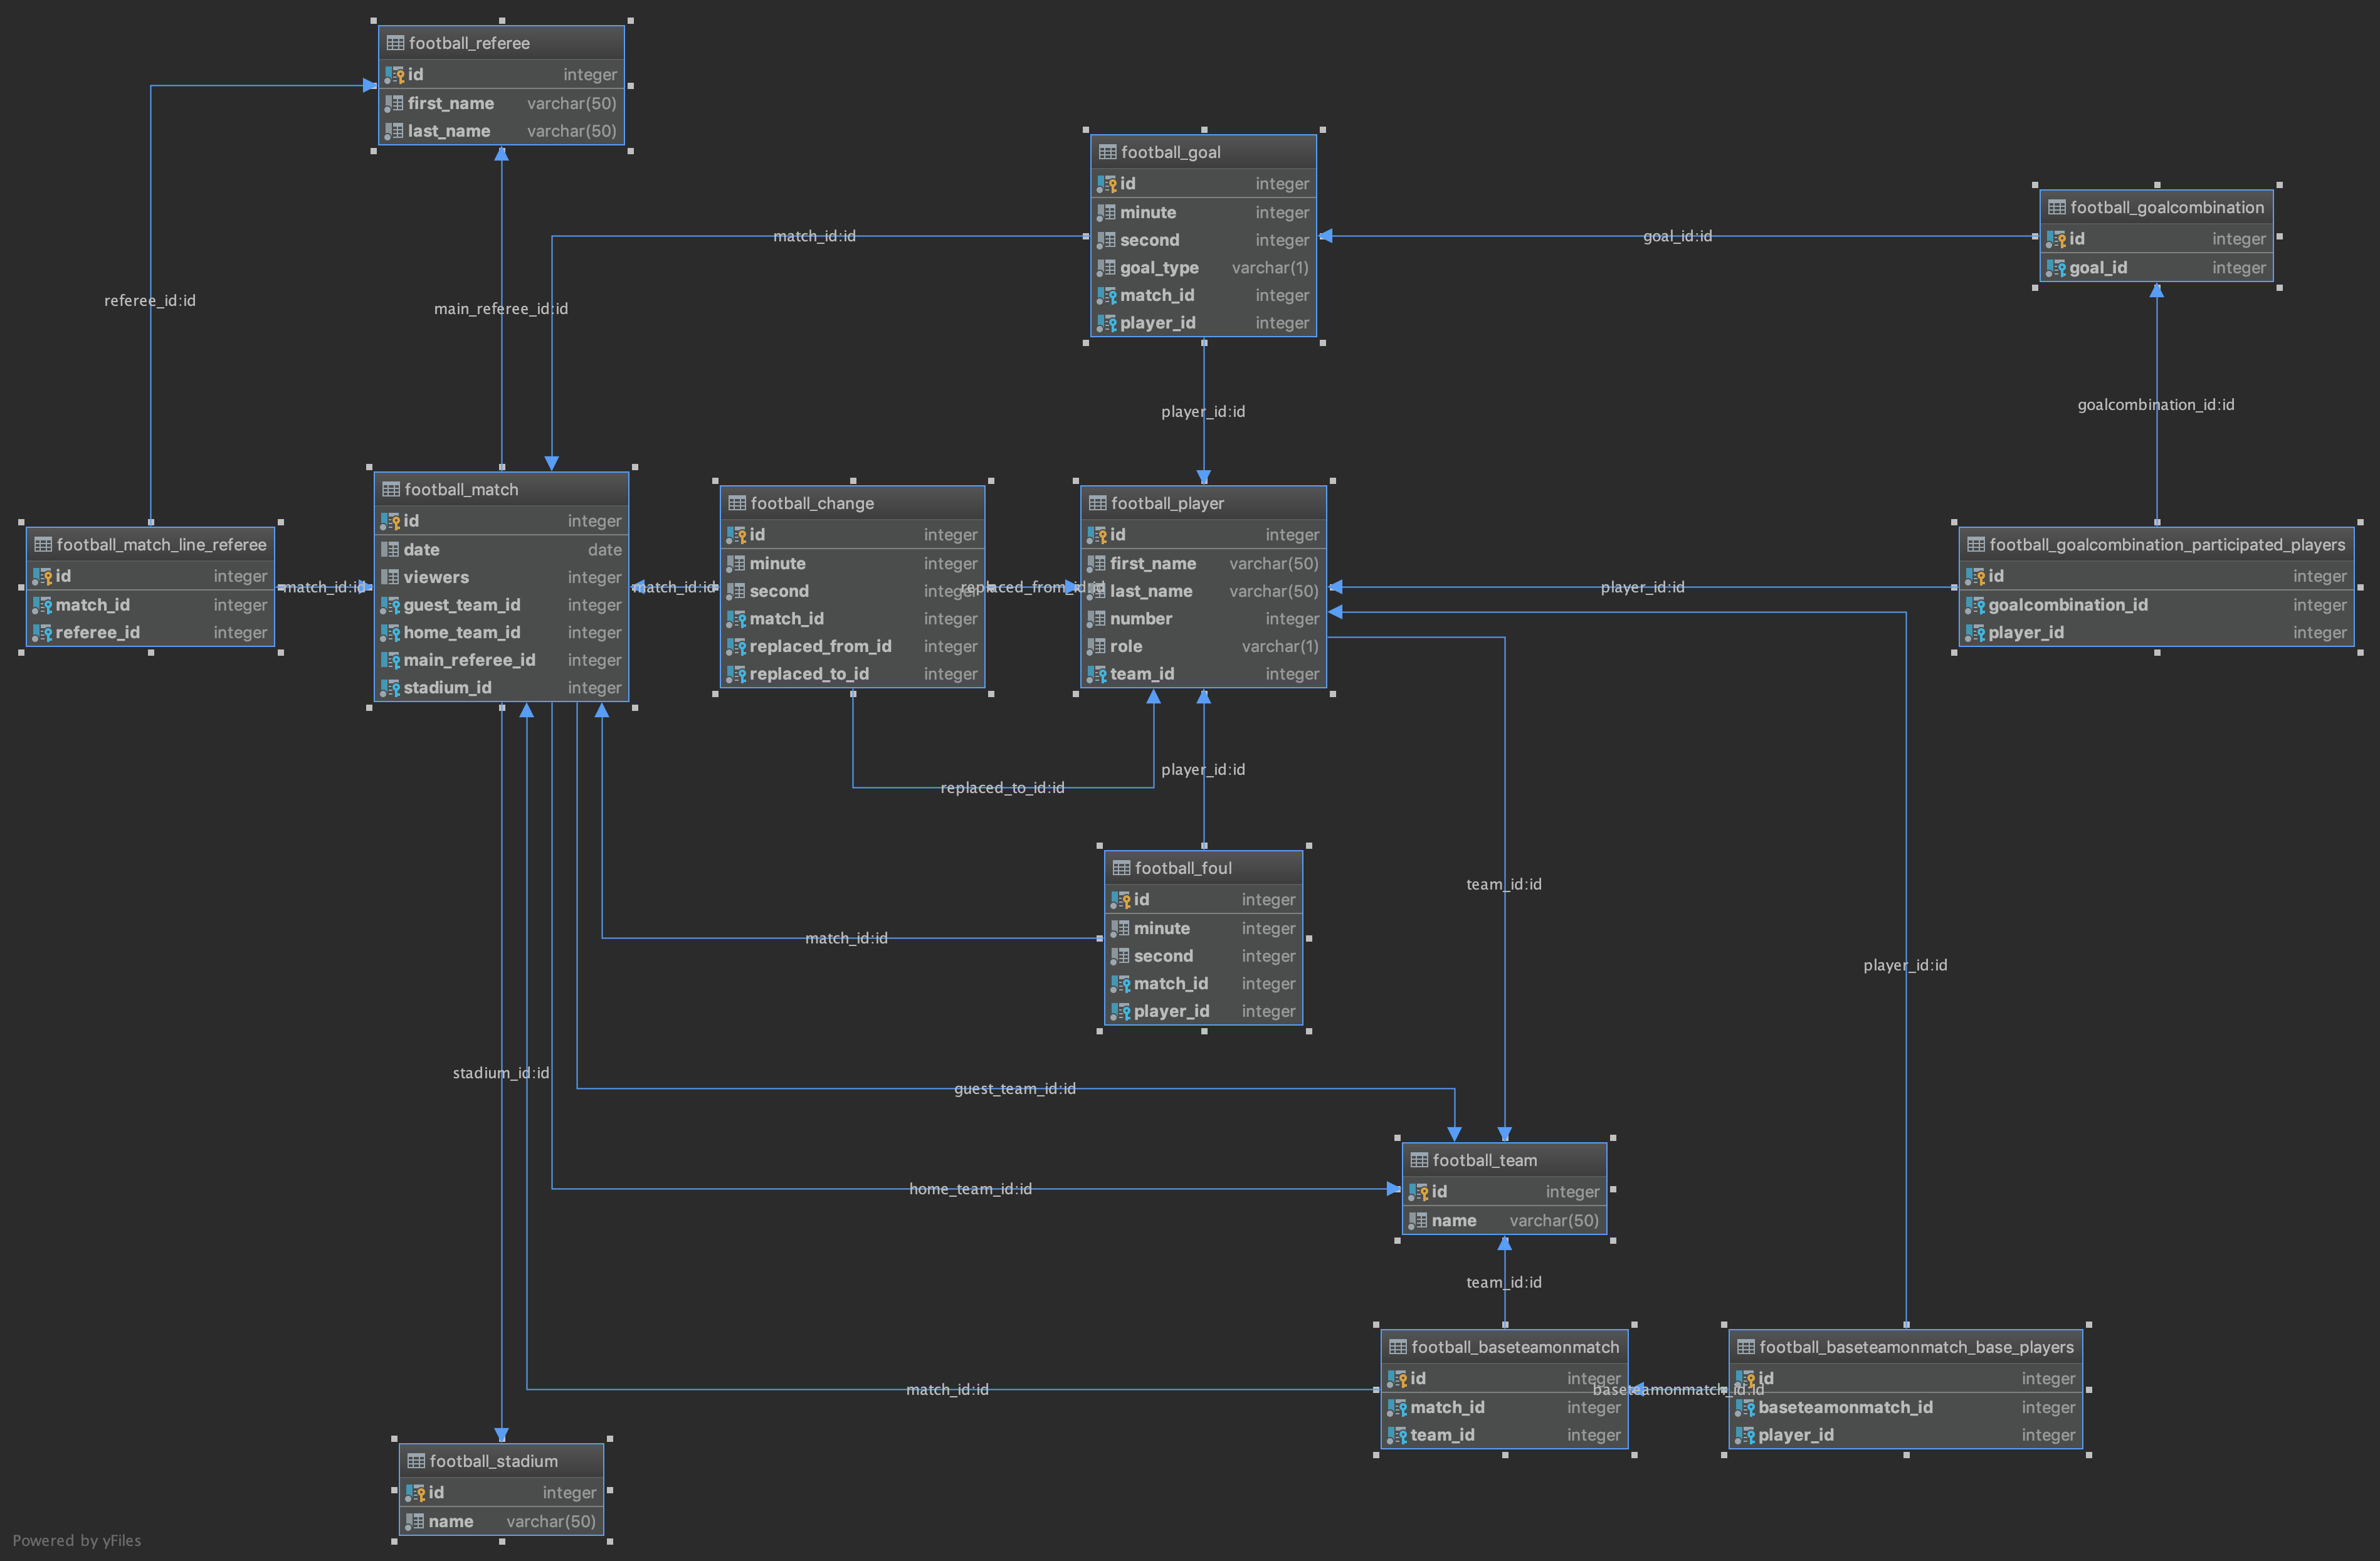 football_referee
id integer
first_name varchar(50)
last_name varchar(50)
football_goal
id integer
minute integer
second integer
goal_type varchar(1)
match_id integer
player_id integer
football_goalcombination
id integer
goal_id integer
match_id:id
goal_id:id
referee_id:id
main_referee_id:id
player_id:id
goalcombination_id:id
football_match_line_referee
id integer
match_id integer
referee_id integer
match_id:id
football_match
id integer
date date
viewers integer
guest_team_id integer
home_team_id integer
main_referee_id integer
stadium_id integer
match_id:id
football_change
id integer
minute integer
second integer
match_id integer
replaced_from_id integer
replaced_to_id integer
replaced_from_id:id
football_player
id integer
first_name varchar(50)
last_name varchar(50)
number integer
role varchar(1)
team_id integer
player_id:id
football_goalcombination_participated_players
id integer
goalcombination_id integer
player_id integer
player_id:id
replaced_to_id:id
football_foul
id integer
minute integer
second integer
match_id integer
player_id integer
team_id:id
match_id:id
player_id:id
stadium_id:id
guest_team_id:id
home_team_id:id
football_team
id integer
name varchar(50)
team_id:id
football_baseteamonmatch
id integer
match_id integer
team_id integer
baseteamonmatch_id:id
football_baseteamonmatch_base_players
id integer
baseteamonmatch_id integer
player_id integer
match_id:id
football_stadium
id integer
name varchar(50)
Powered by yFiles